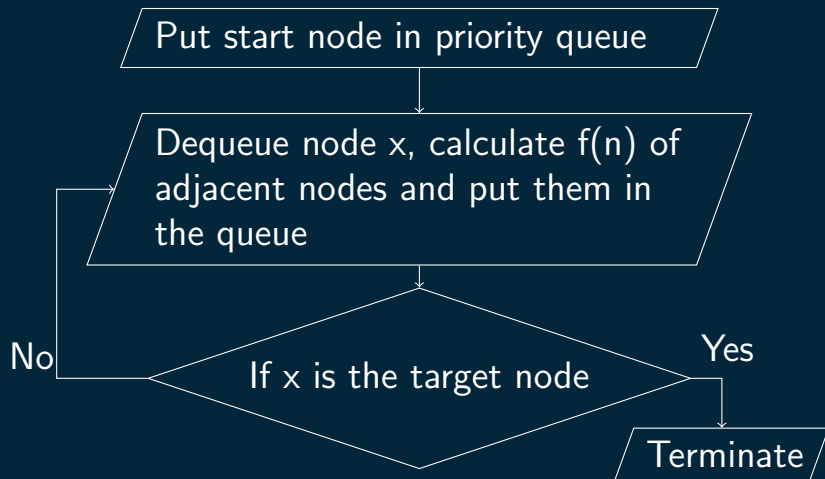 Put start node in priority queue
Dequeue node x, calculate f(n) of
adjacent nodes and put them in
the queue
No
If x is the target node
Yes
Terminate